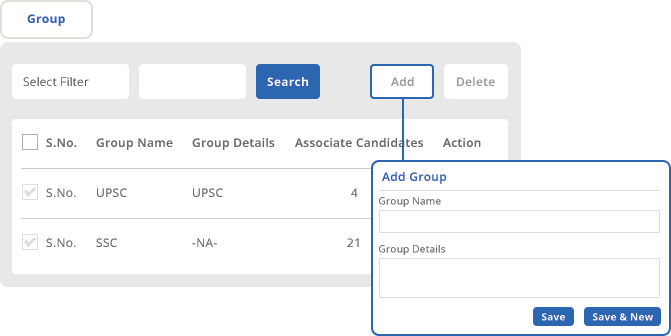 Group
Select Filter Search Add Delete
S.No. Group Name Group Details Associate Candidates Action
S.No. UPSC UPSC 4
S.No. SSC -NA- 21
Add Group
Group Name
Group Details
Save Save & New